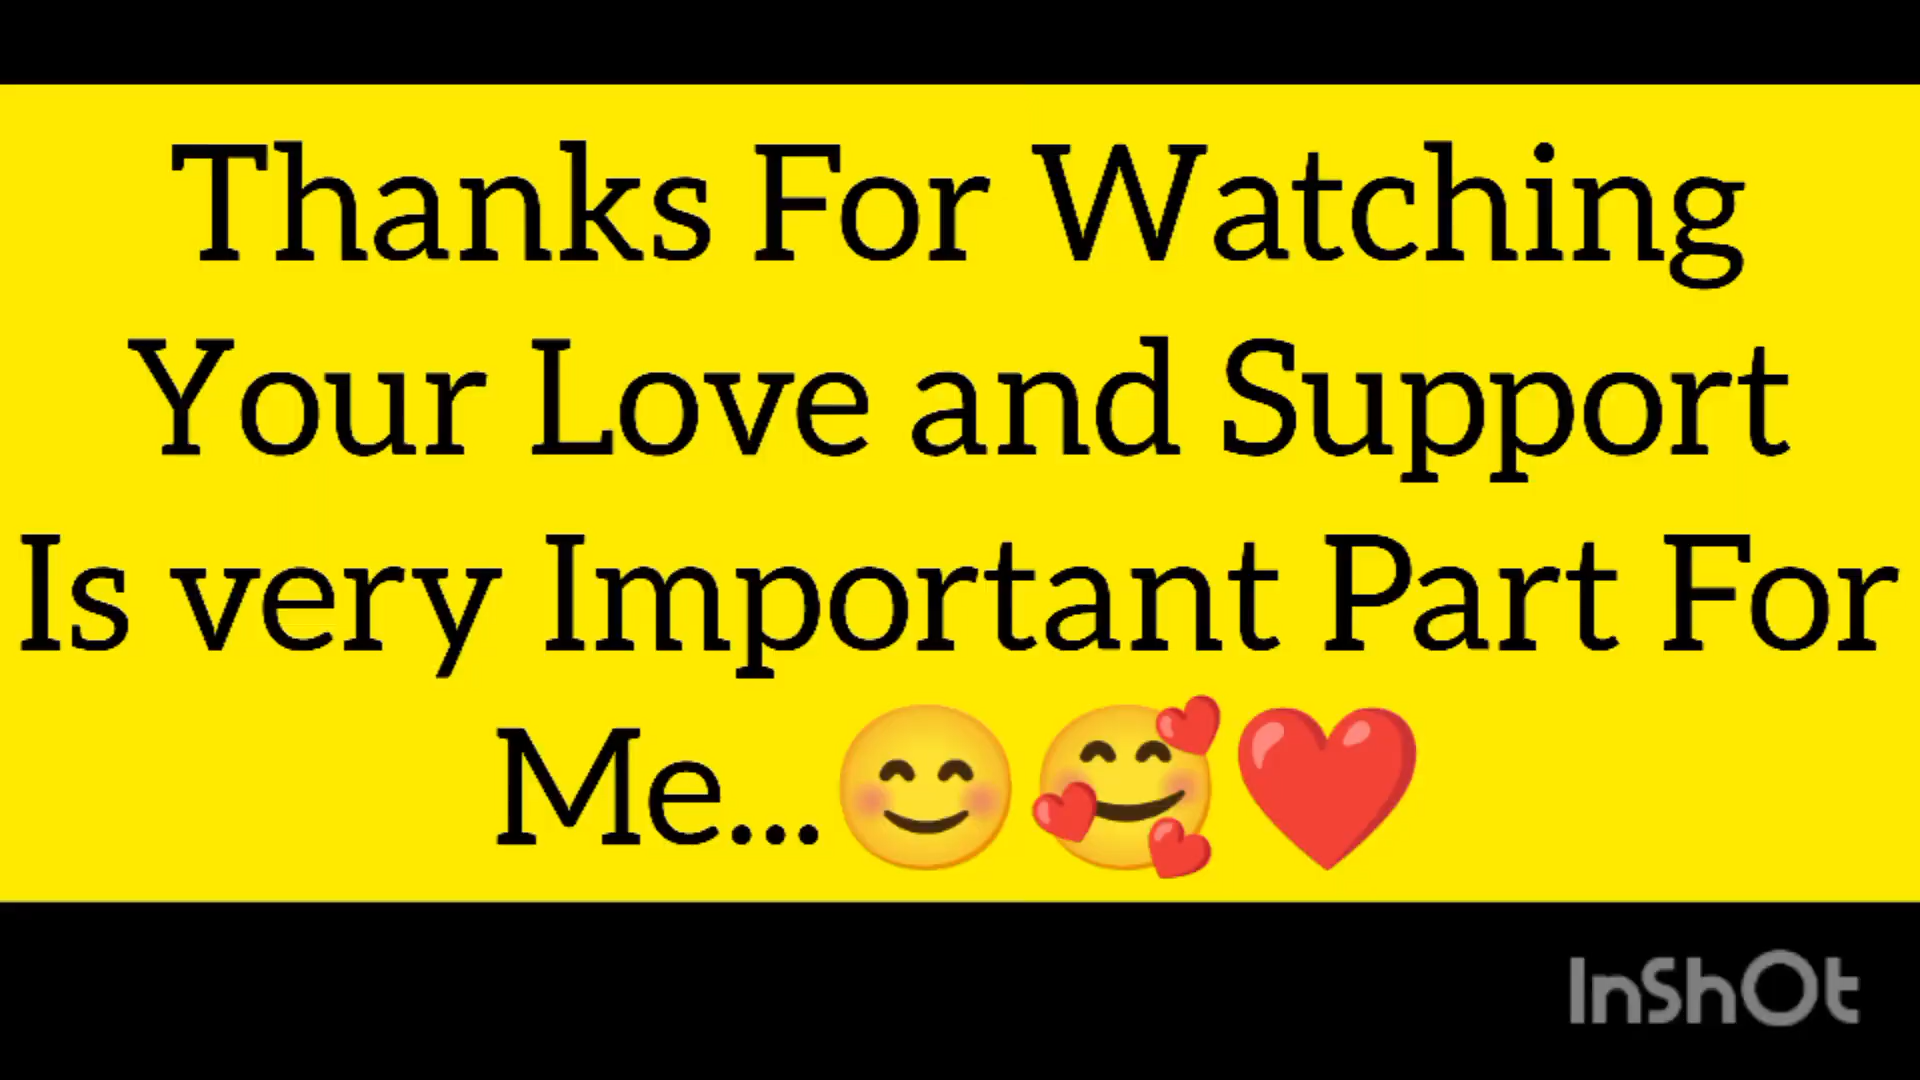 Thanks For Watching
Your Love and Support
Is very Important Part For
Me...😊🥰❤️
InShOt